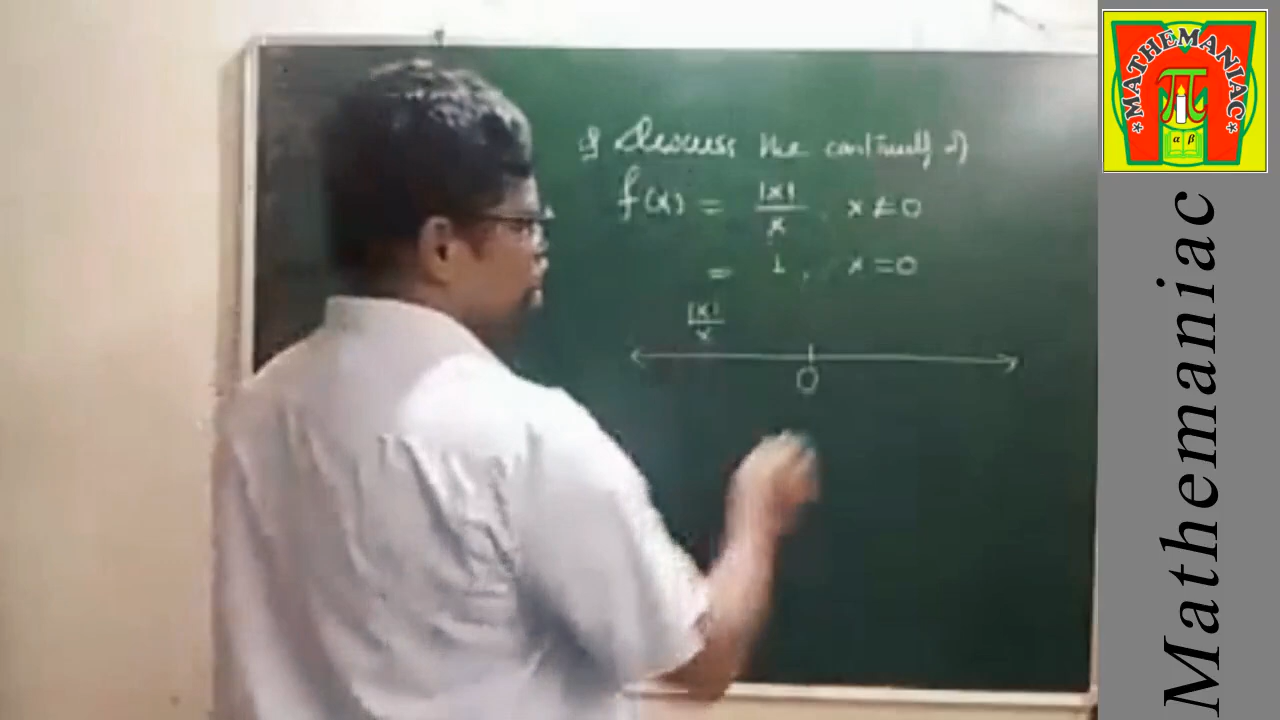 Q Discuss the continuity of
f(x) = |x|/x , x ≠ 0
= 1 , x = 0
|x|/x
0
MATHEMANIAC
π
α β
Mathemaniac